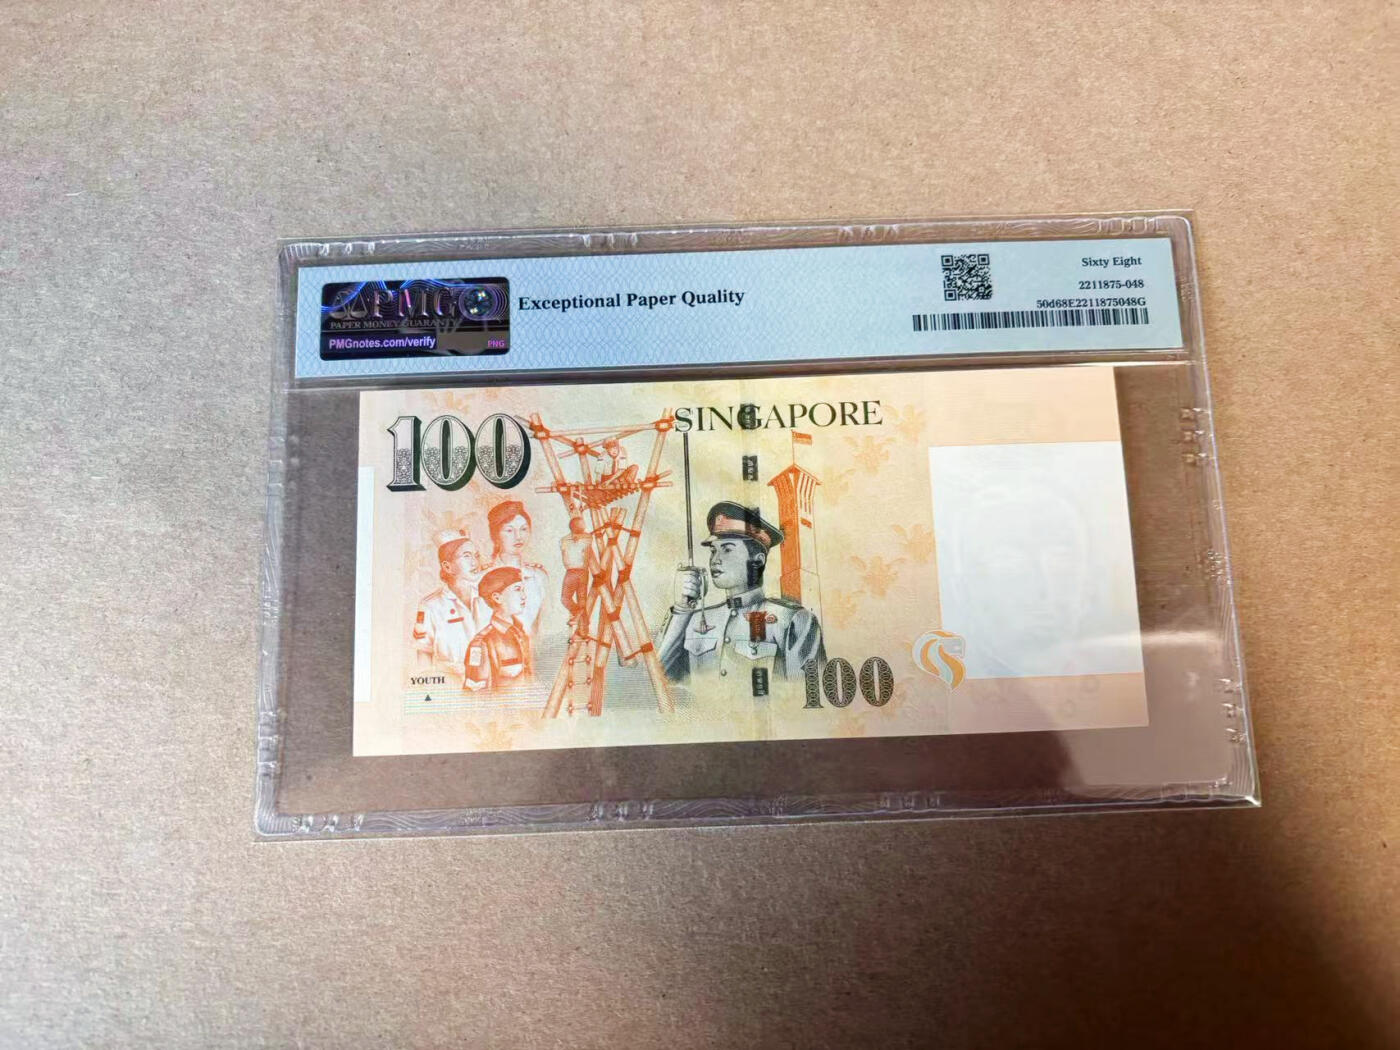 PMG
PAPER MONEY GUARANTY
PMGnotes.com/verify
PNG
Exceptional Paper Quality
Sixty Eight
2211875-048
50d68E2211875048G
100
SINGAPORE
YOUTH
100